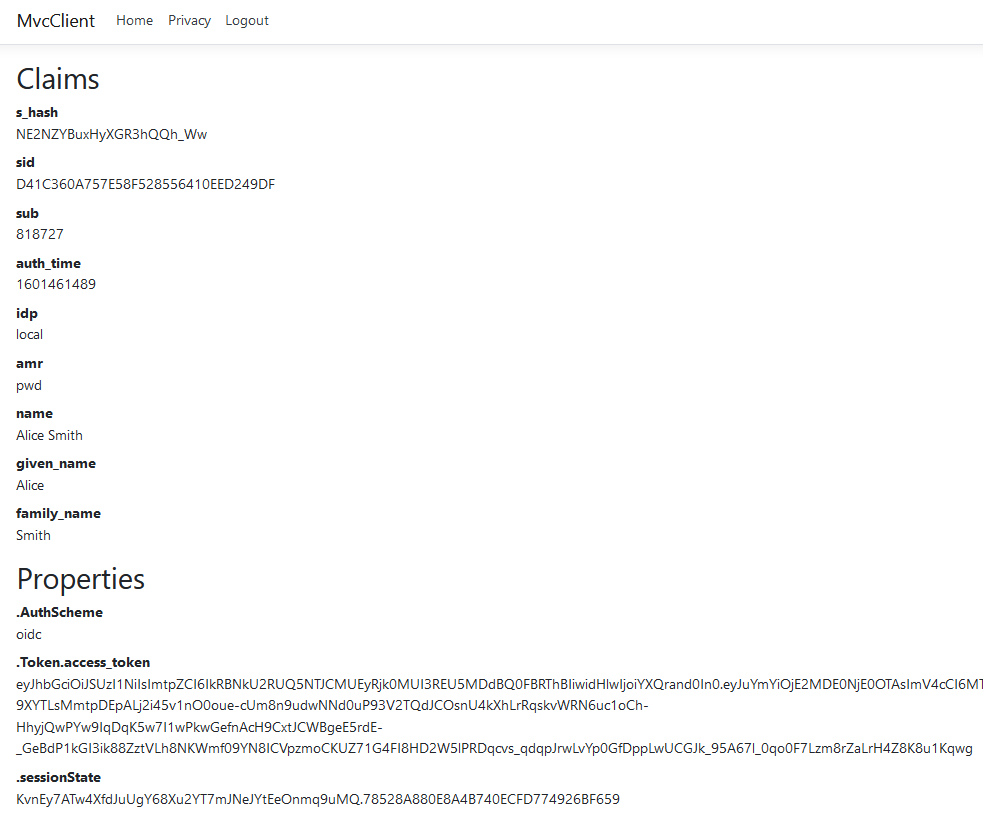 MvcClient Home Privacy Logout
Claims
s_hash
NE2NZYBuxHyXGR3hQQh_Ww
sid
D41C360A757E58F528556410EED249DF
sub
818727
auth_time
1601461489
idp
local
amr
pwd
name
Alice Smith
given_name
Alice
family_name
Smith
Properties
.AuthScheme
oidc
.Token.access_token
eyJhbGciOiJSUzI1NiIsImtpZCI6IkRBNkU2RUQ5NTJCMUEyRjk0MUI3REU5MDdBQ0FBRThBIiwidHlwIjoiYXQrand0In0.eyJuYmYiOjE2MDE0NjE0OTAsImV4cCI6MT
9XYTLsMmtpDEpALj2i45v1nO0oue-cUm8n9udwNNd0uP93V2TQdJCOsnU4kXhLrRqskvWRN6uc1oCh-
HhyjQwPYw9IqDqK5w7I1wPkwGefnAcH9CxtJCWBgeE5rdE-
_GeBdP1kGI3ik88ZztVLh8NKWmf09YN8ICVpzmoCKUZ71G4FI8HD2W5lPRDqcvs_qdqpJrwLvYp0GfDppLwUCGJk_95A67l_0qo0F7Lzm8rZaLrH4Z8K8u1Kqwg
.sessionState
KvnEy7ATw4XfdJuUgY68Xu2YT7mJNeJYtEeOnmq9uMQ.78528A880E8A4B740ECFD774926BF659